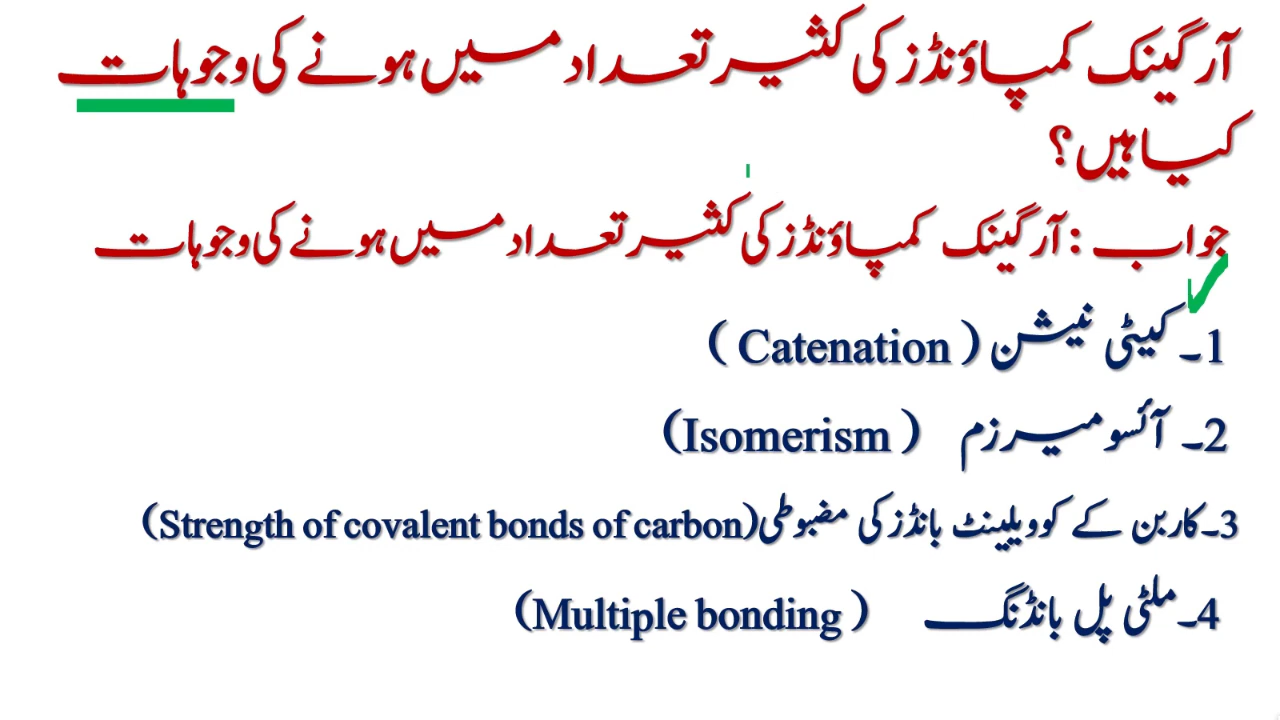 آرگینک کمپاؤنڈز کی کثیر تعداد میں ہونے کی وجوہات
کیا ہیں؟
جواب : آرگینک کمپاؤنڈز کی کثیر تعداد میں ہونے کی وجوہات
1۔ کیٹی نیشن ( Catenation )
2۔ آئسومیرزم ( Isomerism)
3۔کاربن کے کوویلینٹ بانڈز کی مضبوطی(Strength of covalent bonds of carbon)
4۔ملٹی پل بانڈنگ ( Multiple bonding)